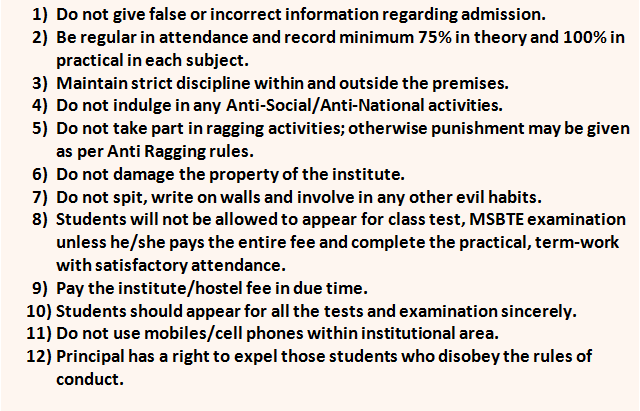 1) Do not give false or incorrect information regarding admission.
2) Be regular in attendance and record minimum 75% in theory and 100% in
practical in each subject.
3) Maintain strict discipline within and outside the premises.
4) Do not indulge in any Anti-Social/Anti-National activities.
5) Do not take part in ragging activities; otherwise punishment may be given
as per Anti Ragging rules.
6) Do not damage the property of the institute.
7) Do not spit, write on walls and involve in any other evil habits.
8) Students will not be allowed to appear for class test, MSBTE examination
unless he/she pays the entire fee and complete the practical, term-work
with satisfactory attendance.
9) Pay the institute/hostel fee in due time.
10) Students should appear for all the tests and examination sincerely.
11) Do not use mobiles/cell phones within institutional area.
12) Principal has a right to expel those students who disobey the rules of
conduct.